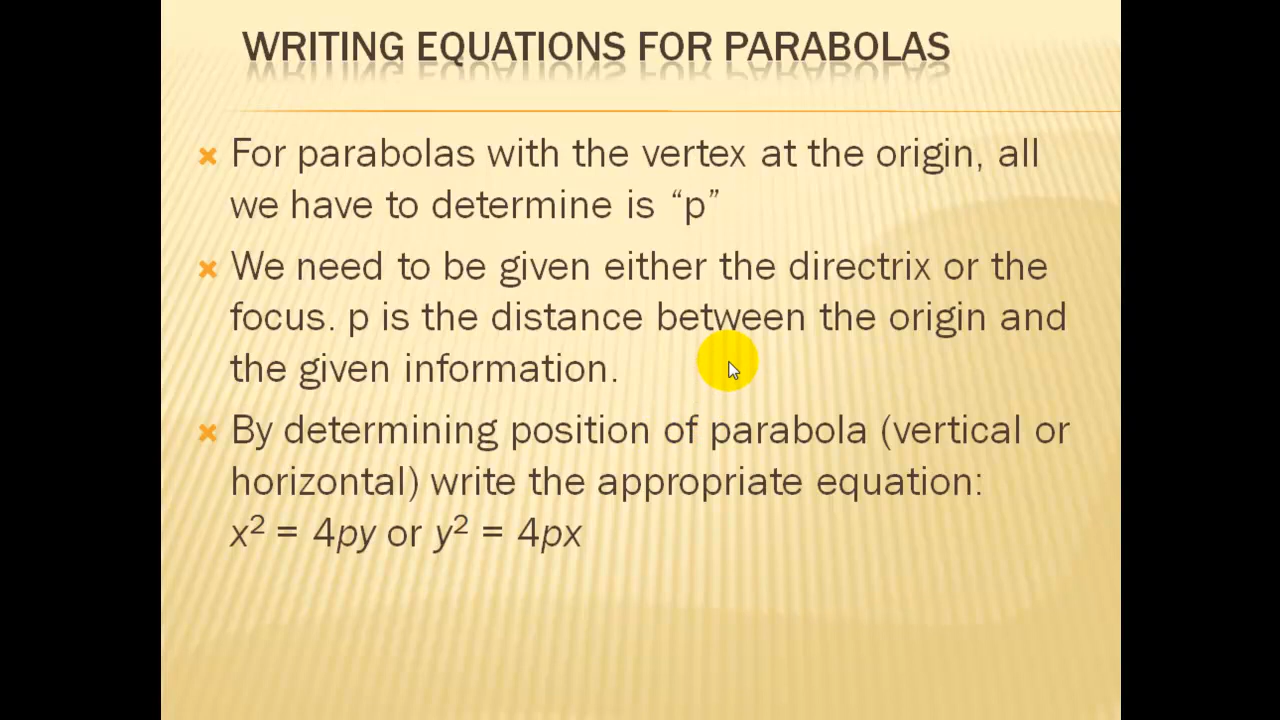 WRITING EQUATIONS FOR PARABOLAS
For parabolas with the vertex at the origin, all
we have to determine is “p”
We need to be given either the directrix or the
focus. p is the distance between the origin and
the given information.
By determining position of parabola (vertical or
horizontal) write the appropriate equation:
x² = 4py or y² = 4px